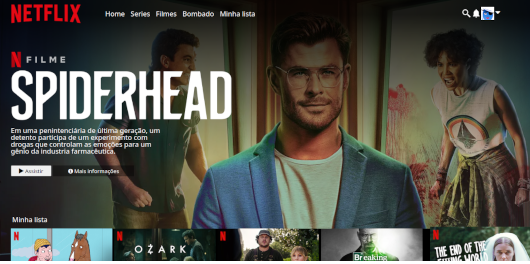 NETFLIX
Home Series Filmes Bombado Minha lista
N FILME
SPIDERHEAD
Em uma penintenciária de última geração, um
detento participa de um experimento com
drogas que controlam as emoções para um
gênio da industria farmacêutica.
Assistir Mais informações
Minha lista
N
N
OZARK
N
N
Breaking
N
THE END OF THE